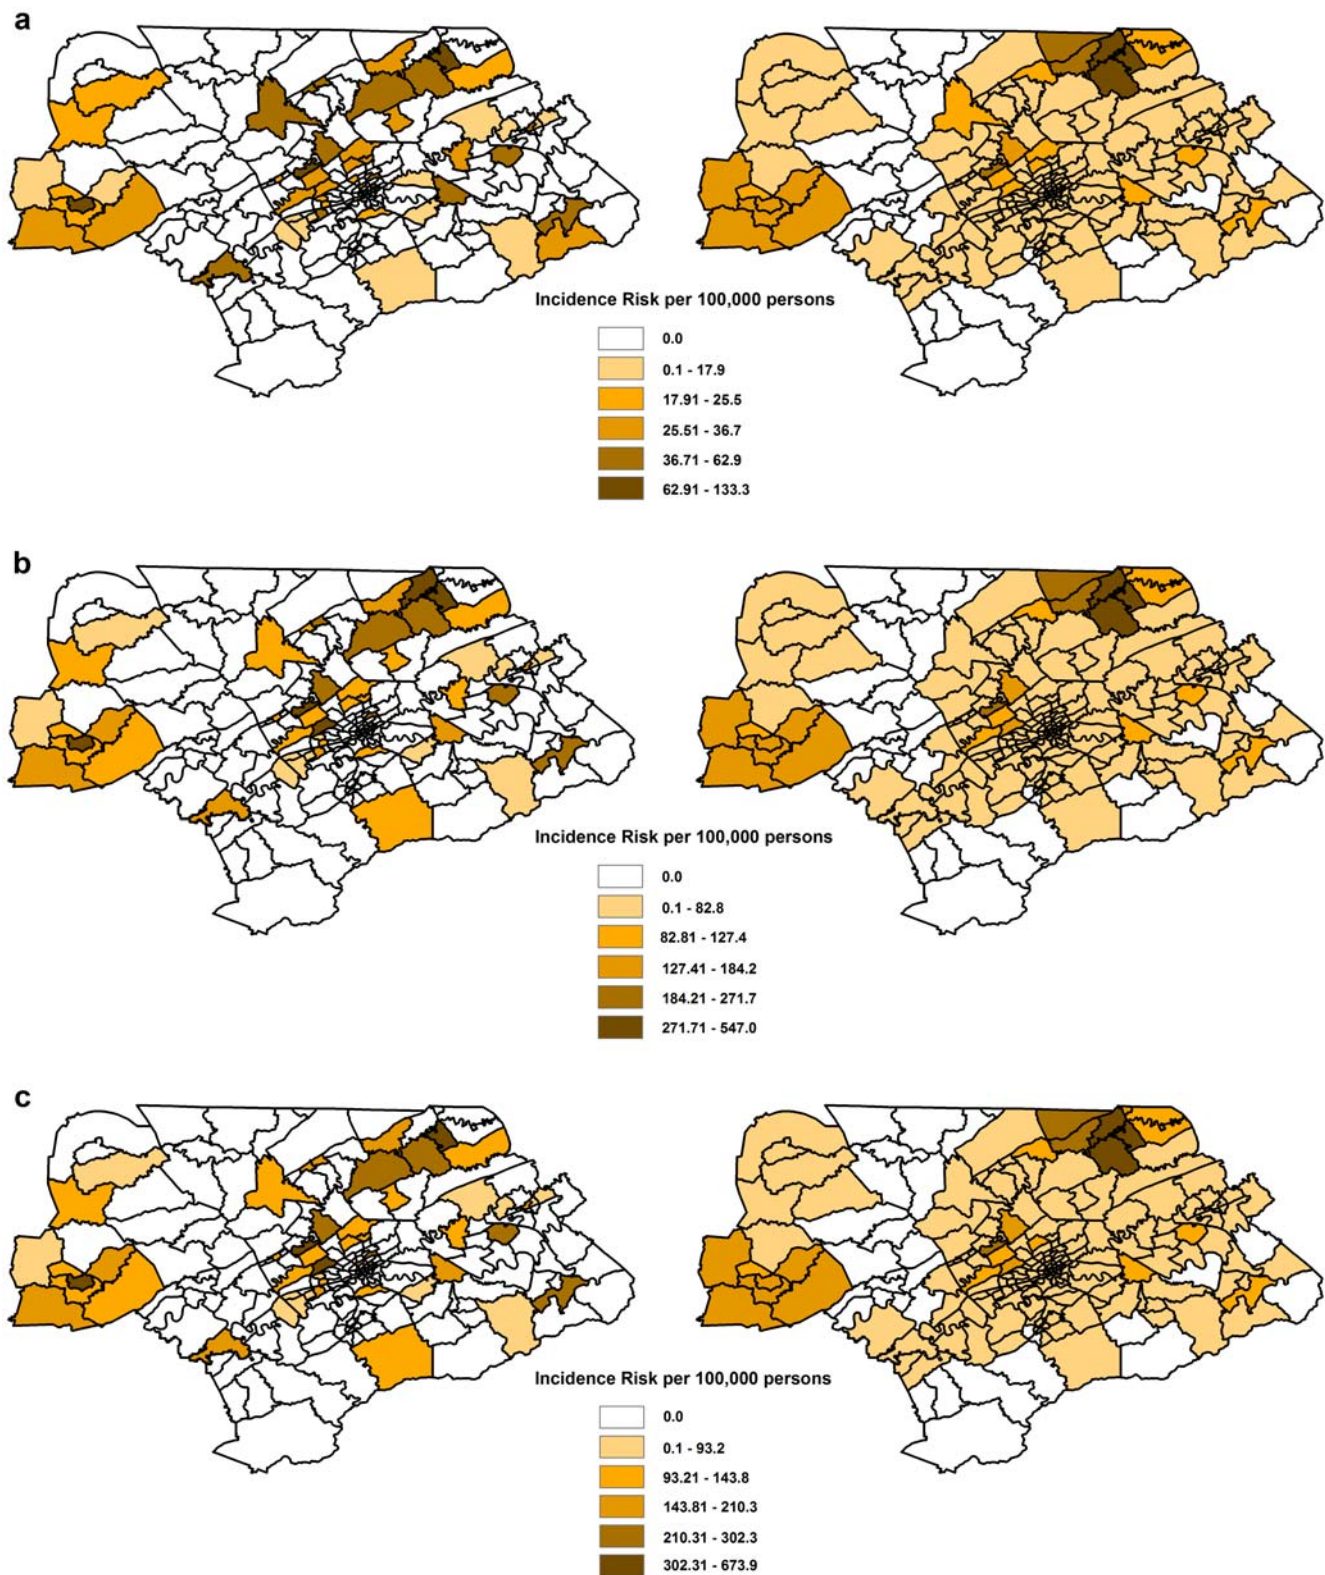 a
Incidence Risk per 100,000 persons
0.0
0.1 - 17.9
17.91 - 25.5
25.51 - 36.7
36.71 - 62.9
62.91 - 133.3
b
Incidence Risk per 100,000 persons
0.0
0.1 - 82.8
82.81 - 127.4
127.41 - 184.2
184.21 - 271.7
271.71 - 547.0
c
Incidence Risk per 100,000 persons
0.0
0.1 - 93.2
93.21 - 143.8
143.81 - 210.3
210.31 - 302.3
302.31 - 673.9